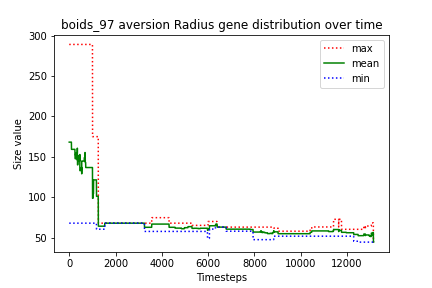 boids_97 aversion Radius gene distribution over time
300
250
200
150
100
50
Size value
max
mean
min
0
2000
4000
6000
8000
10000
12000
Timesteps